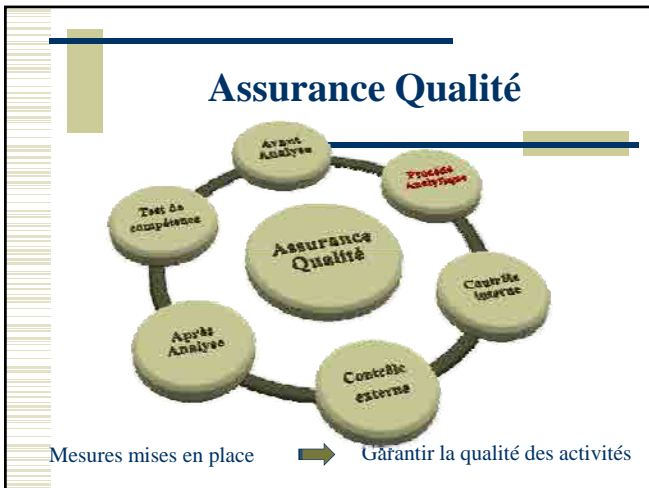 Assurance Qualité
Avant
Analyse
Procédé
Analytique
Test de
compétence
Assurance
Qualité
Contrôle
interne
Après
Analyse
Contrôle
externe
Mesures mises en place Garantir la qualité des activités